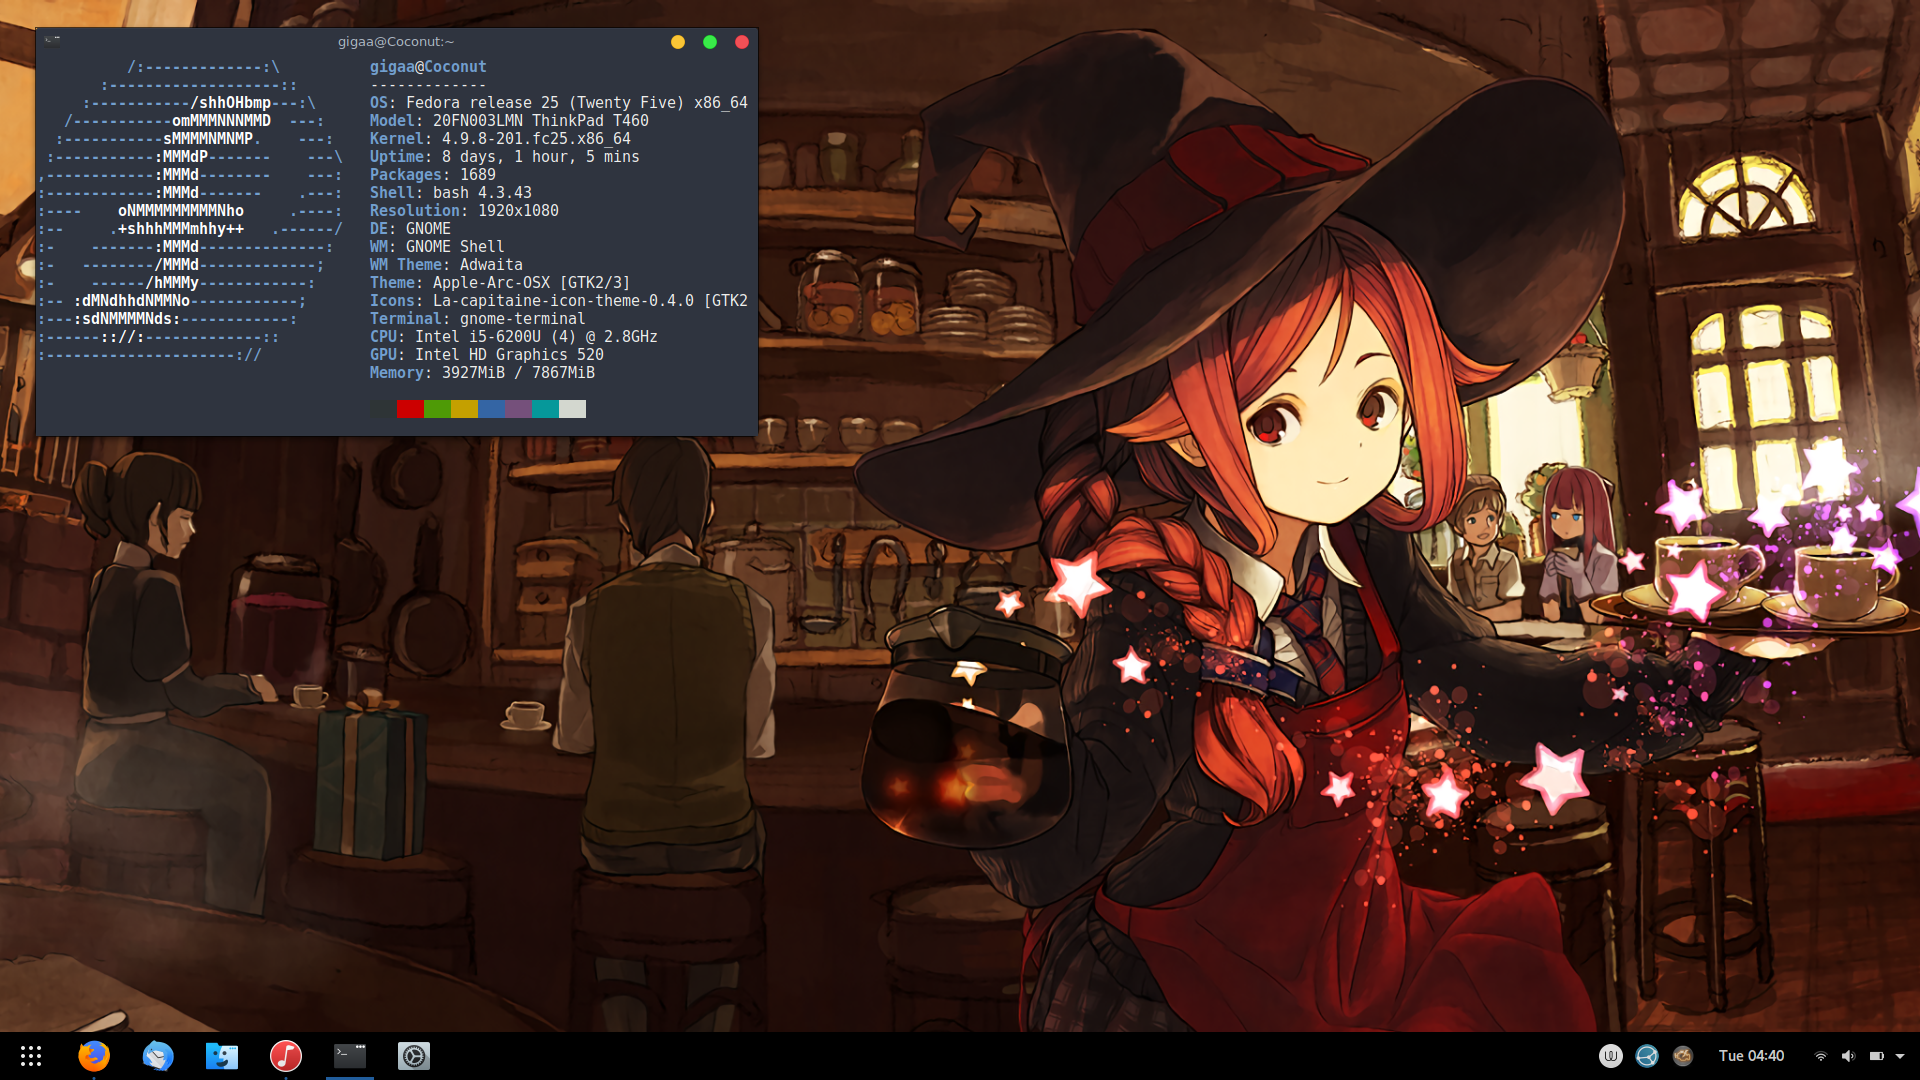 gigaa@Coconut:~
/:-------------:\
:-------------------::
:-----------/shhOHbmp---:\
/-----------omMMMNNNMMD  ---:
:-----------sMMMMNMNMP.    ---:
:-----------:MMMdP-------    ---\
,------------:MMMd--------    ---:
:------------:MMMd-------    .---:
:----    oNMMMMMMMMMNho     .----:
:--     .+shhhMMMmhhy++   .------/
:-    -------:MMMd--------------:
:-   --------/MMMd-------------;
:-    ------/hMMMy------------:
:-- :dMNdhhdNMMNo------------;
:---:sdNMMMMNds:------------:
:------:://:-------------::
:---------------------://
gigaa@Coconut
-------------
OS: Fedora release 25 (Twenty Five) x86_64
Model: 20FN003LMN ThinkPad T460
Kernel: 4.9.8-201.fc25.x86_64
Uptime: 8 days, 1 hour, 5 mins
Packages: 1689
Shell: bash 4.3.43
Resolution: 1920x1080
DE: GNOME
WM: GNOME Shell
WM Theme: Adwaita
Theme: Apple-Arc-OSX [GTK2/3]
Icons: La-capitaine-icon-theme-0.4.0 [GTK2
Terminal: gnome-terminal
CPU: Intel i5-6200U (4) @ 2.8GHz
GPU: Intel HD Graphics 520
Memory: 3927MiB / 7867MiB
Tue 04:40